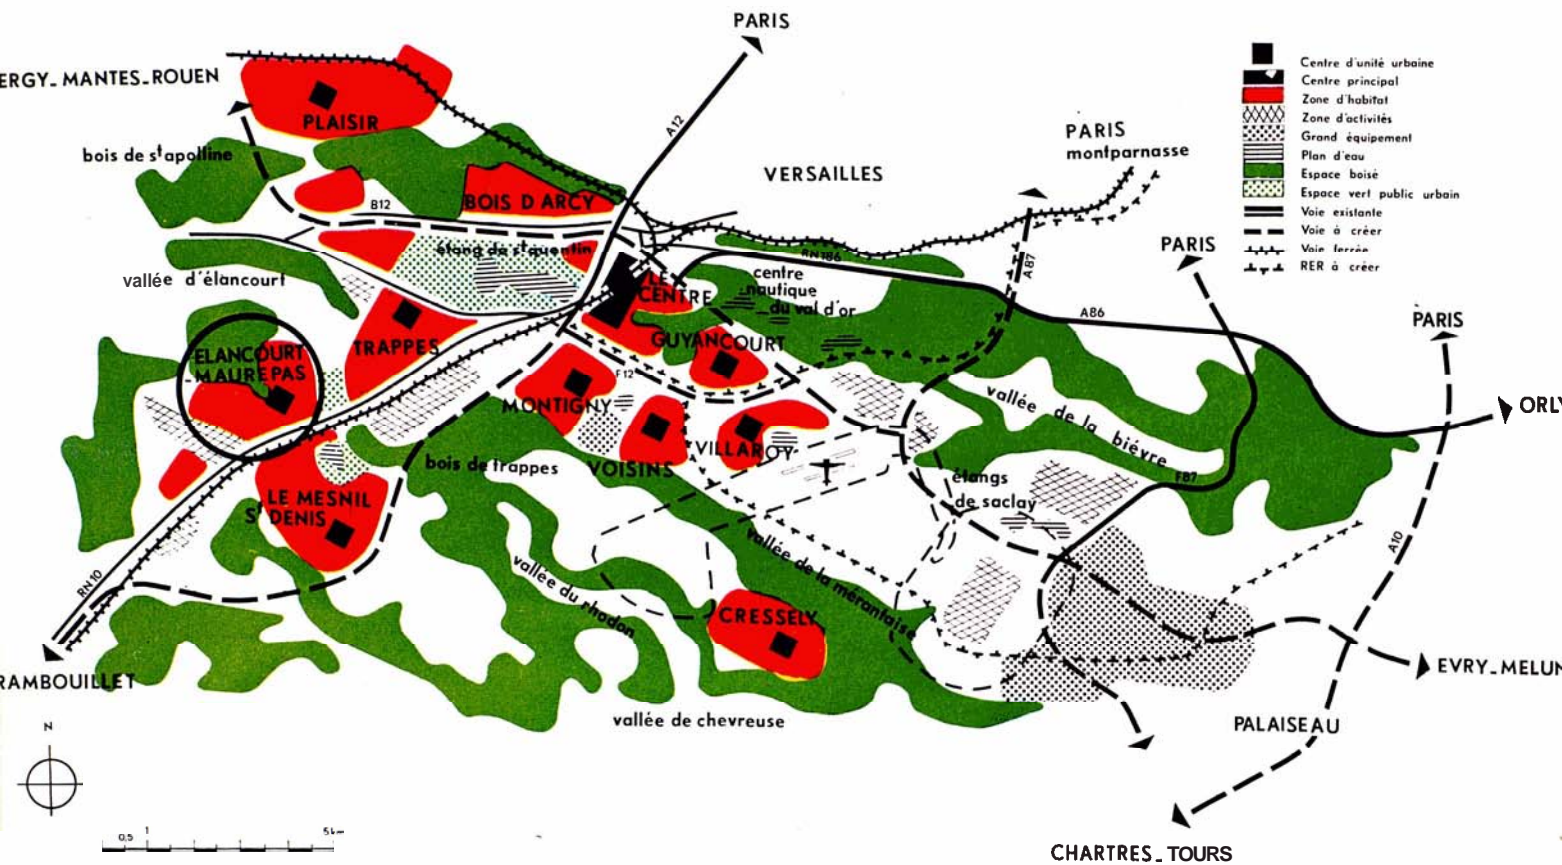 PARIS
ERGY_MANTES_ROUEN
PLAISIR
bois de st apolline
B12
BOIS D'ARCY
A12
VERSAILLES
PARIS
montparnasse
Centre d'unité urbaine
Centre principal
Zone d'habitat
Zone d'activités
Grand équipement
Plan d'eau
Espace boisé
Espace vert public urbain
Voie existante
Voie à créer
Voie ferrée
RER à créer
étang de st quentin
vallée d'élancourt
LE
CENTRE
RN186
centre
nautique
du val d'or
A87
PARIS
A86
PARIS
ELANCOURT
MAUREPAS
TRAPPES
GUYANCOURT
F12
MONTIGNY
VOISINS
VILLAROY
vallée de la biévre
F87
ORLY
bois de trappes
étangs
de saclay
LE MESNIL
St DENIS
RN10
vallée du rhodon
vallée de la mérantaise
CRESSELY
A10
RAMBOUILLET
vallée de chevreuse
EVRY_MELUN
PALAISEAU
N
0,5 1 5km
CHARTRES_TOURS